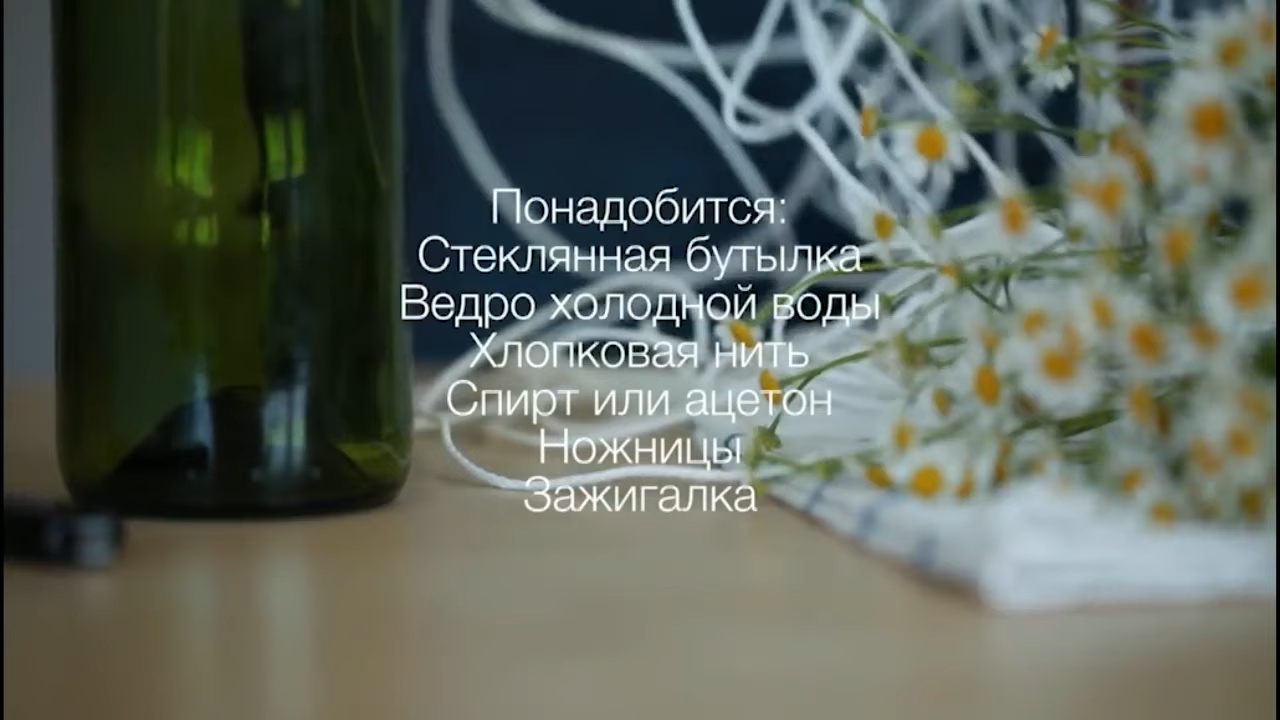 Понадобится:
Стеклянная бутылка
Ведро холодной воды
Хлопковая нить
Спирт или ацетон
Ножницы
Зажигалка